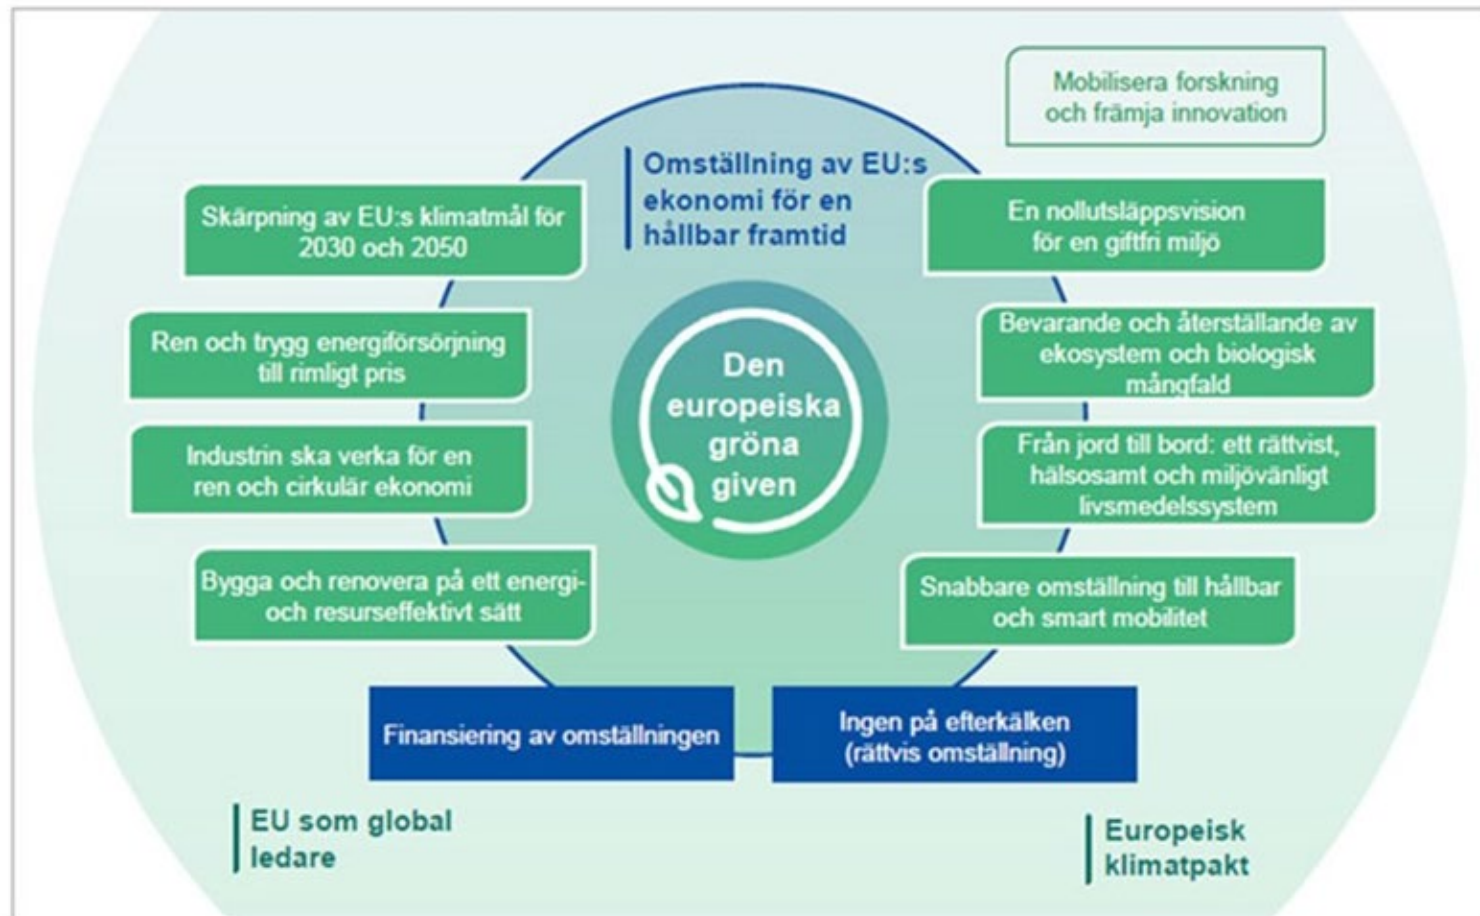 Mobilisera forskning
och främja innovation
Omställning av EU:s
ekonomi för en
hållbar framtid
Skärpning av EU:s klimatmål för
2030 och 2050
En nollutsläppsvision
för en giftfri miljö
Ren och trygg energiförsörjning
till rimligt pris
Bevarande och återställande av
ekosystem och biologisk
mångfald
Den
europeiska
gröna
given
Industrin ska verka för en
ren och cirkulär ekonomi
Från jord till bord: ett rättvist,
hälsosamt och miljövänligt
livsmedelssystem
Bygga och renovera på ett energi-
och resurseffektivt sätt
Snabbare omställning till hållbar
och smart mobilitet
Finansiering av omställningen
Ingen på efterkälken
(rättvis omställning)
EU som global
ledare
Europeisk
klimatpakt